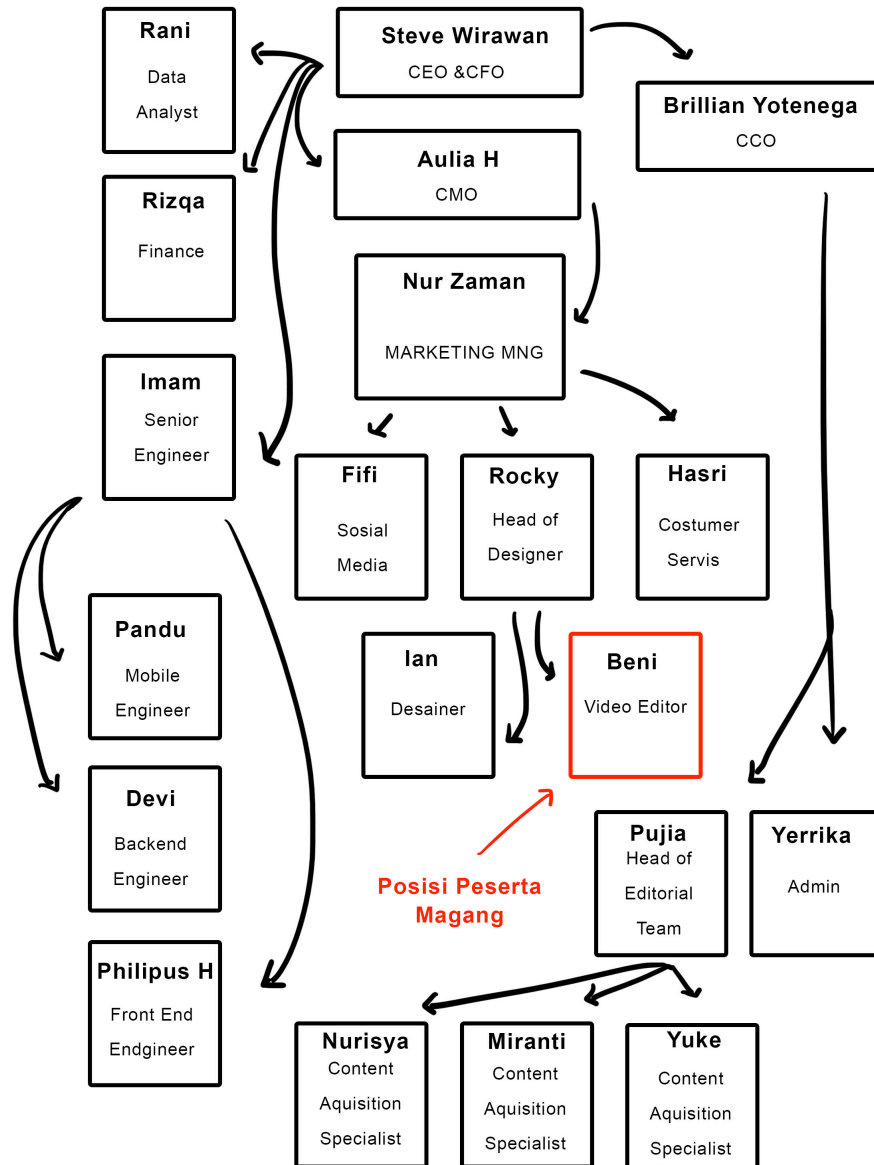 Rani
Data
Analyst
Steve Wirawan
CEO &CFO
Brillian Yotenega
CCO
Aulia H
CMO
Rizqa
Finance
Nur Zaman
MARKETING MNG
Imam
Senior
Engineer
Fifi
Sosial
Media
Rocky
Head of
Designer
Hasri
Costumer
Servis
Pandu
Mobile
Engineer
Ian
Desainer
Beni
Video Editor
Devi
Backend
Engineer
Posisi Peserta
Magang
Pujia
Head of
Editorial
Team
Yerrika
Admin
Philipus H
Front End
Endgineer
Nurisya
Content
Aquisition
Specialist
Miranti
Content
Aquisition
Specialist
Yuke
Content
Aquisition
Specialist